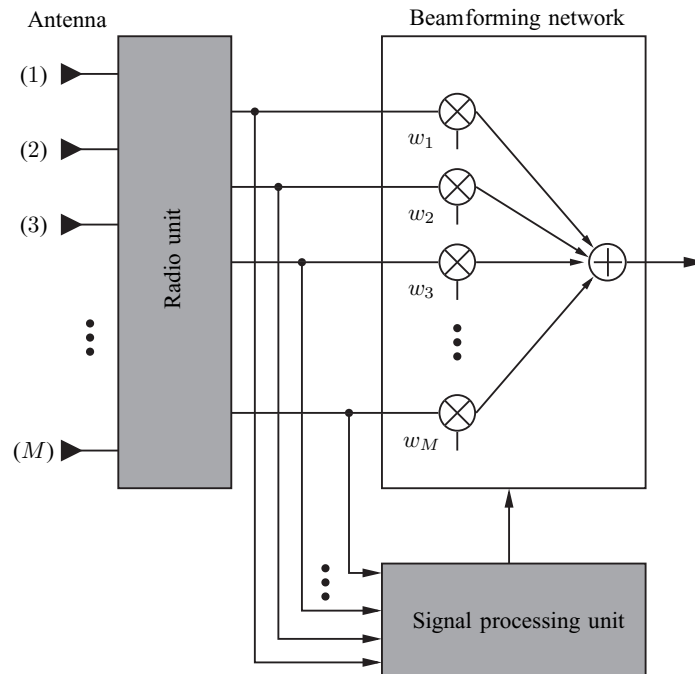 Antenna
Beamforming network
(1)
(2)
(3)
(M)
Radio unit
w1
w2
w3
wM
Signal processing unit